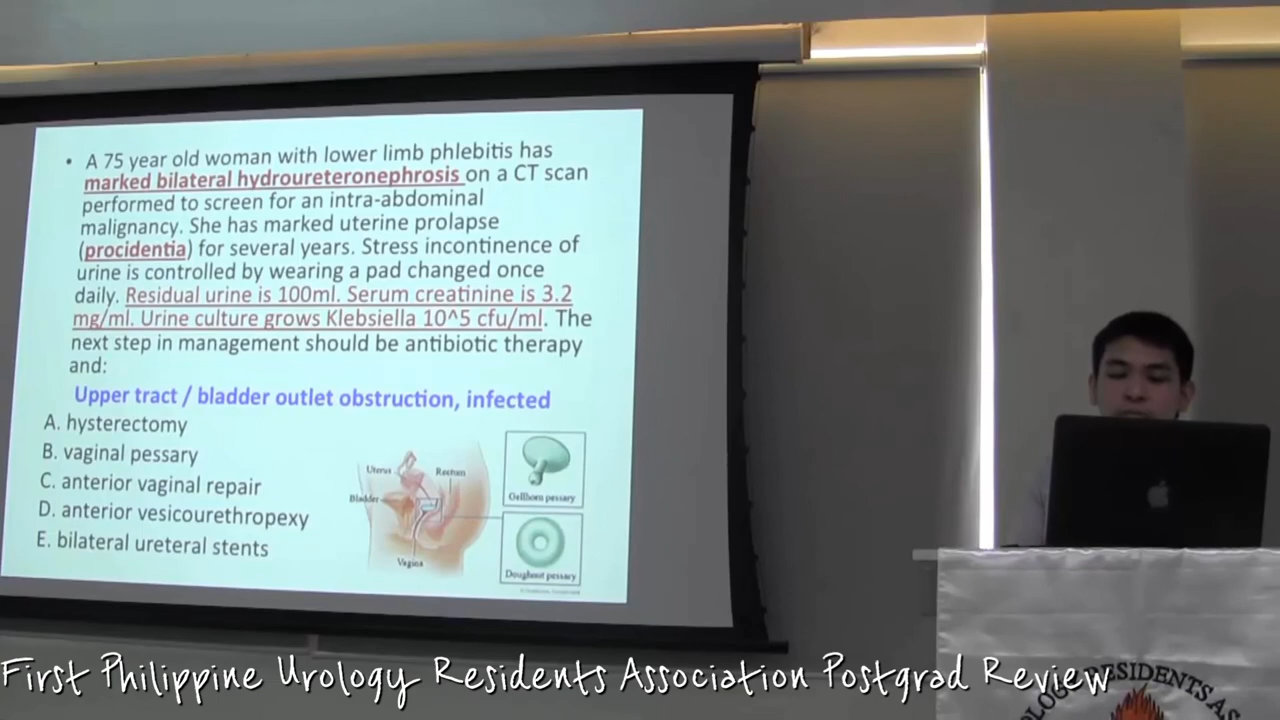 • A 75 year old woman with lower limb phlebitis has
marked bilateral hydroureteronephrosis on a CT scan
performed to screen for an intra-abdominal
malignancy. She has marked uterine prolapse
(procidentia) for several years. Stress incontinence of
urine is controlled by wearing a pad changed once
daily. Residual urine is 100ml. Serum creatinine is 3.2
mg/ml. Urine culture grows Klebsiella 10^5 cfu/ml. The
next step in management should be antibiotic therapy
and:
Upper tract / bladder outlet obstruction, infected
A. hysterectomy
B. vaginal pessary
C. anterior vaginal repair
D. anterior vesicourethropexy
E. bilateral ureteral stents
Uterus
Rectum
Bladder
Vagina
Gellhorn pessary
Doughnut pessary
First Philippine Urology Residents Association Postgrad Review